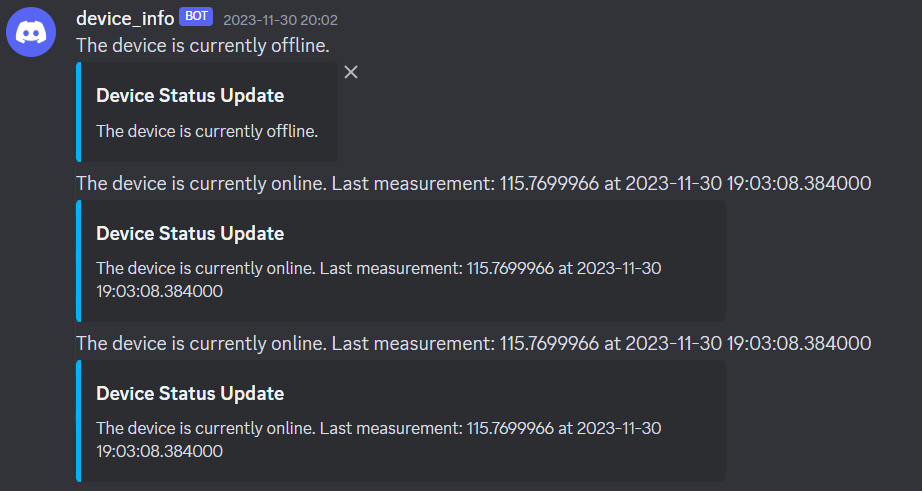 device_info BOT 2023-11-30 20:02
The device is currently offline.
Device Status Update
The device is currently offline.
The device is currently online. Last measurement: 115.7699966 at 2023-11-30 19:03:08.384000
Device Status Update
The device is currently online. Last measurement: 115.7699966 at 2023-11-30
19:03:08.384000
The device is currently online. Last measurement: 115.7699966 at 2023-11-30 19:03:08.384000
Device Status Update
The device is currently online. Last measurement: 115.7699966 at 2023-11-30
19:03:08.384000